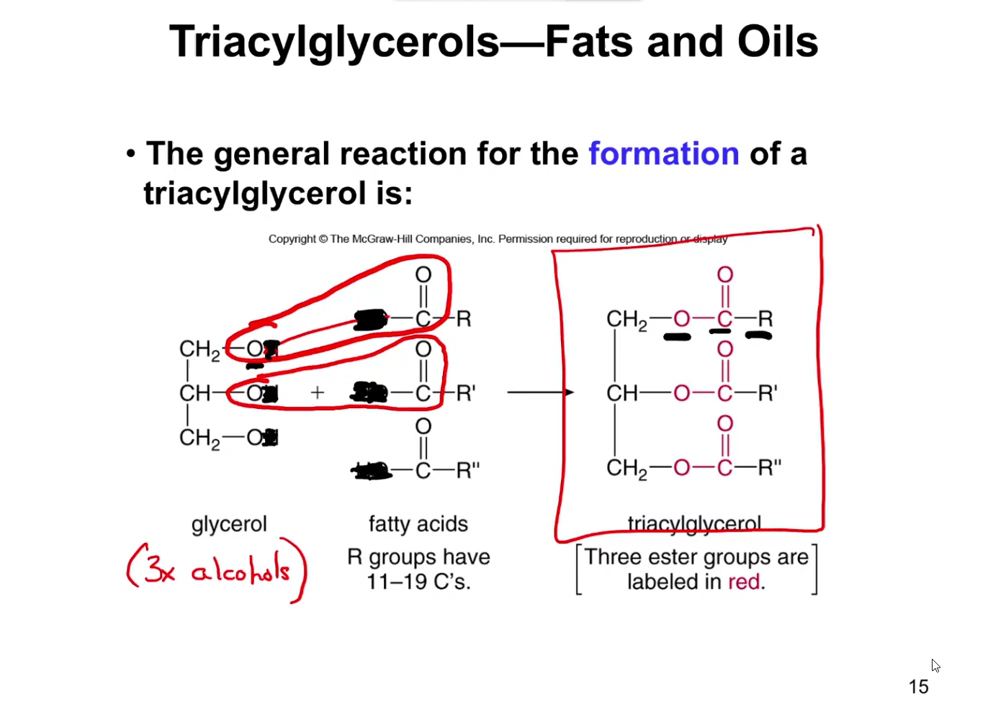 Triacylglycerols—Fats and Oils
• The general reaction for the formation of a
triacylglycerol is:
Copyright © The McGraw-Hill Companies, Inc. Permission required for reproduction or display
O
C—R
CH₂—O
O
CH—O + C—R' →
O
CH₂—O
C—R"
O
CH₂—O—C—R
O
CH—O—C—R'
O
CH₂—O—C—R"
glycerol
(3x alcohols)
fatty acids
R groups have
11–19 C's.
triacylglycerol
[Three ester groups are
labeled in red.]
15